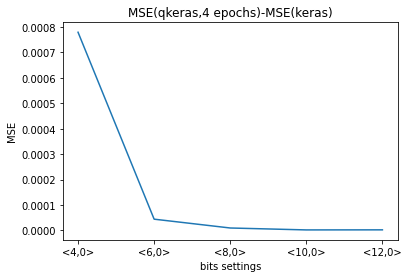 MSE(qkeras,4 epochs)-MSE(keras)
0.0008
0.0007
0.0006
0.0005
0.0004
0.0003
0.0002
0.0001
0.0000
MSE
<4,0> <6,0> <8,0> <10,0> <12,0>
bits settings